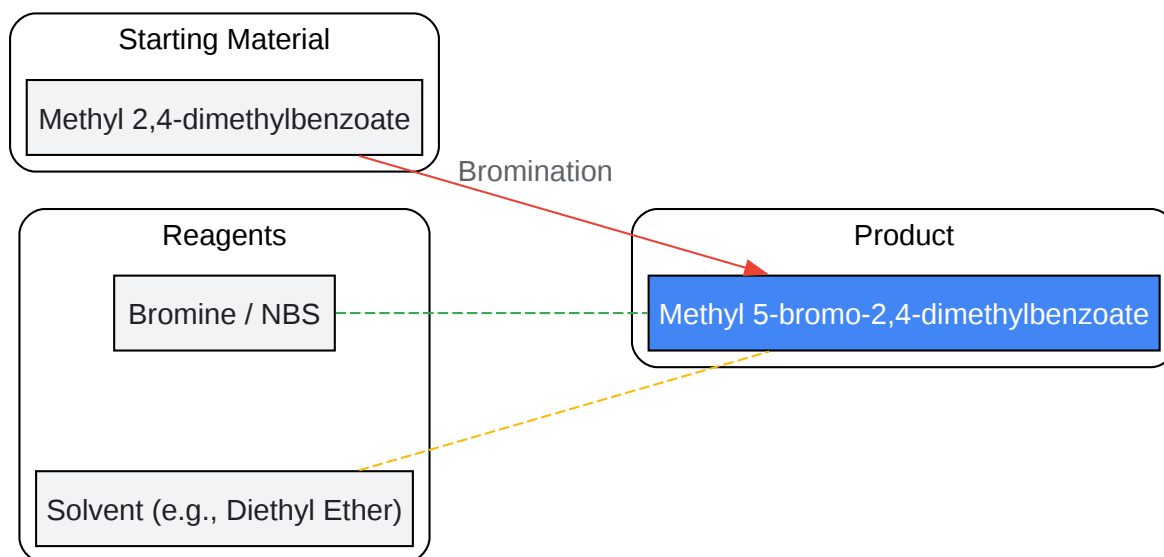 Starting Material
Methyl 2,4-dimethylbenzoate
Bromination
Reagents
Product
Bromine / NBS
Methyl 5-bromo-2,4-dimethylbenzoate
Solvent (e.g., Diethyl Ether)